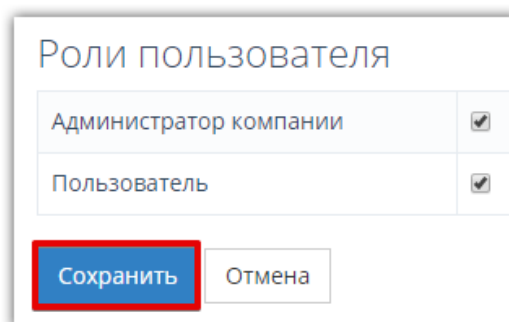 Роли пользователя
Администратор компании
Пользователь
Сохранить Отмена